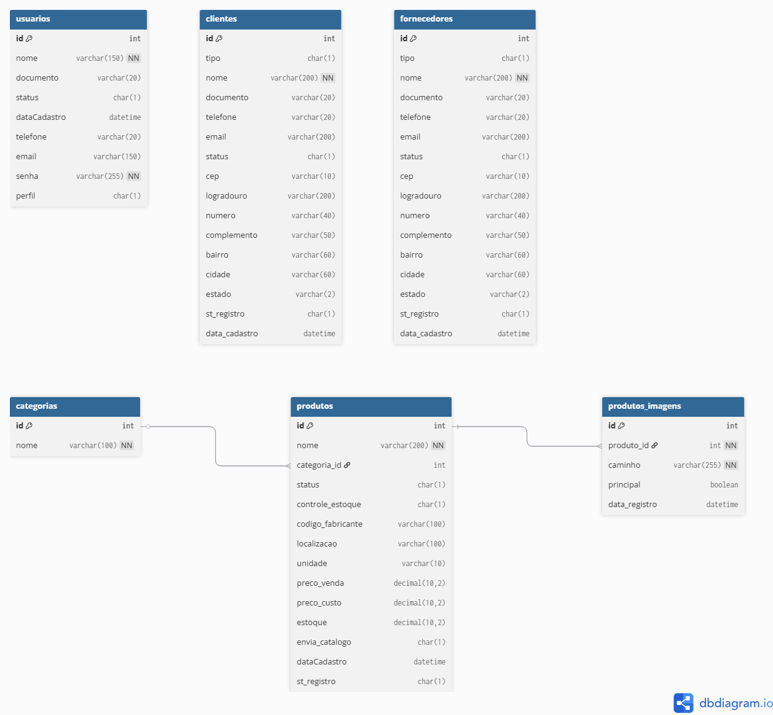 usuarios
id int
nome varchar(150) NN
documento varchar(20)
status char(1)
dataCadastro datetime
telefone varchar(20)
email varchar(150)
senha varchar(255) NN
perfil char(1)
clientes
id int
tipo char(1)
nome varchar(200) NN
documento varchar(20)
telefone varchar(20)
email varchar(200)
status char(1)
cep varchar(10)
logradouro varchar(200)
numero varchar(40)
complemento varchar(50)
bairro varchar(60)
cidade varchar(60)
estado varchar(2)
st_registro char(1)
data_cadastro datetime
fornecedores
id int
tipo char(1)
nome varchar(200) NN
documento varchar(20)
telefone varchar(20)
email varchar(200)
status char(1)
cep varchar(10)
logradouro varchar(200)
numero varchar(40)
complemento varchar(50)
bairro varchar(60)
cidade varchar(60)
estado varchar(2)
st_registro char(1)
data_cadastro datetime
categorias
id int
nome varchar(100) NN
produtos
id int
nome varchar(200) NN
categoria_id int
status char(1)
controle_estoque char(1)
codigo_fabricante varchar(100)
localizacao varchar(100)
unidade varchar(10)
preco_venda decimal(10,2)
preco_custo decimal(10,2)
estoque decimal(10,2)
envia_catalogo char(1)
dataCadastro datetime
st_registro char(1)
produtos_imagens
id int
produto_id int NN
caminho varchar(255) NN
principal boolean
data_registro datetime
dbdiagram.io